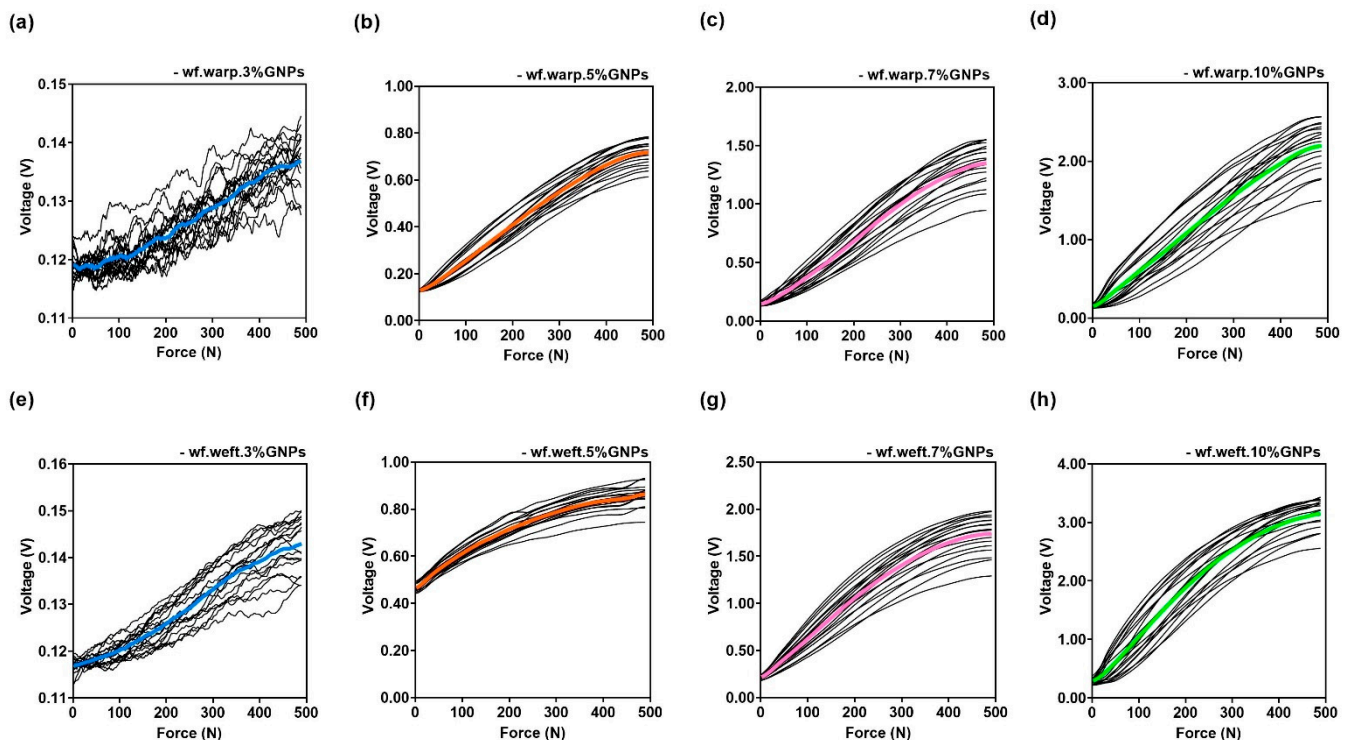 (a)
- wf.warp.3%GNPs
0.15
0.14
0.13
0.12
0.11
Voltage (V)
0 100 200 300 400 500
Force (N)
(b)
- wf.warp.5%GNPs
1.00
0.80
0.60
0.40
0.20
0.00
Voltage (V)
0 100 200 300 400 500
Force (N)
(c)
- wf.warp.7%GNPs
2.00
1.50
1.00
0.50
0.00
Voltage (V)
0 100 200 300 400 500
Force (N)
(d)
- wf.warp.10%GNPs
3.00
2.00
1.00
0.00
Voltage (V)
0 100 200 300 400 500
Force (N)
(e)
- wf.weft.3%GNPs
0.16
0.15
0.14
0.13
0.12
0.11
Voltage (V)
0 100 200 300 400 500
Force (N)
(f)
- wf.weft.5%GNPs
1.00
0.80
0.60
0.40
0.20
0.00
Voltage (V)
0 100 200 300 400 500
Force (N)
(g)
- wf.weft.7%GNPs
2.50
2.00
1.50
1.00
0.50
0.00
Voltage (V)
0 100 200 300 400 500
Force (N)
(h)
- wf.weft.10%GNPs
4.00
3.00
2.00
1.00
0.00
Voltage (V)
0 100 200 300 400 500
Force (N)